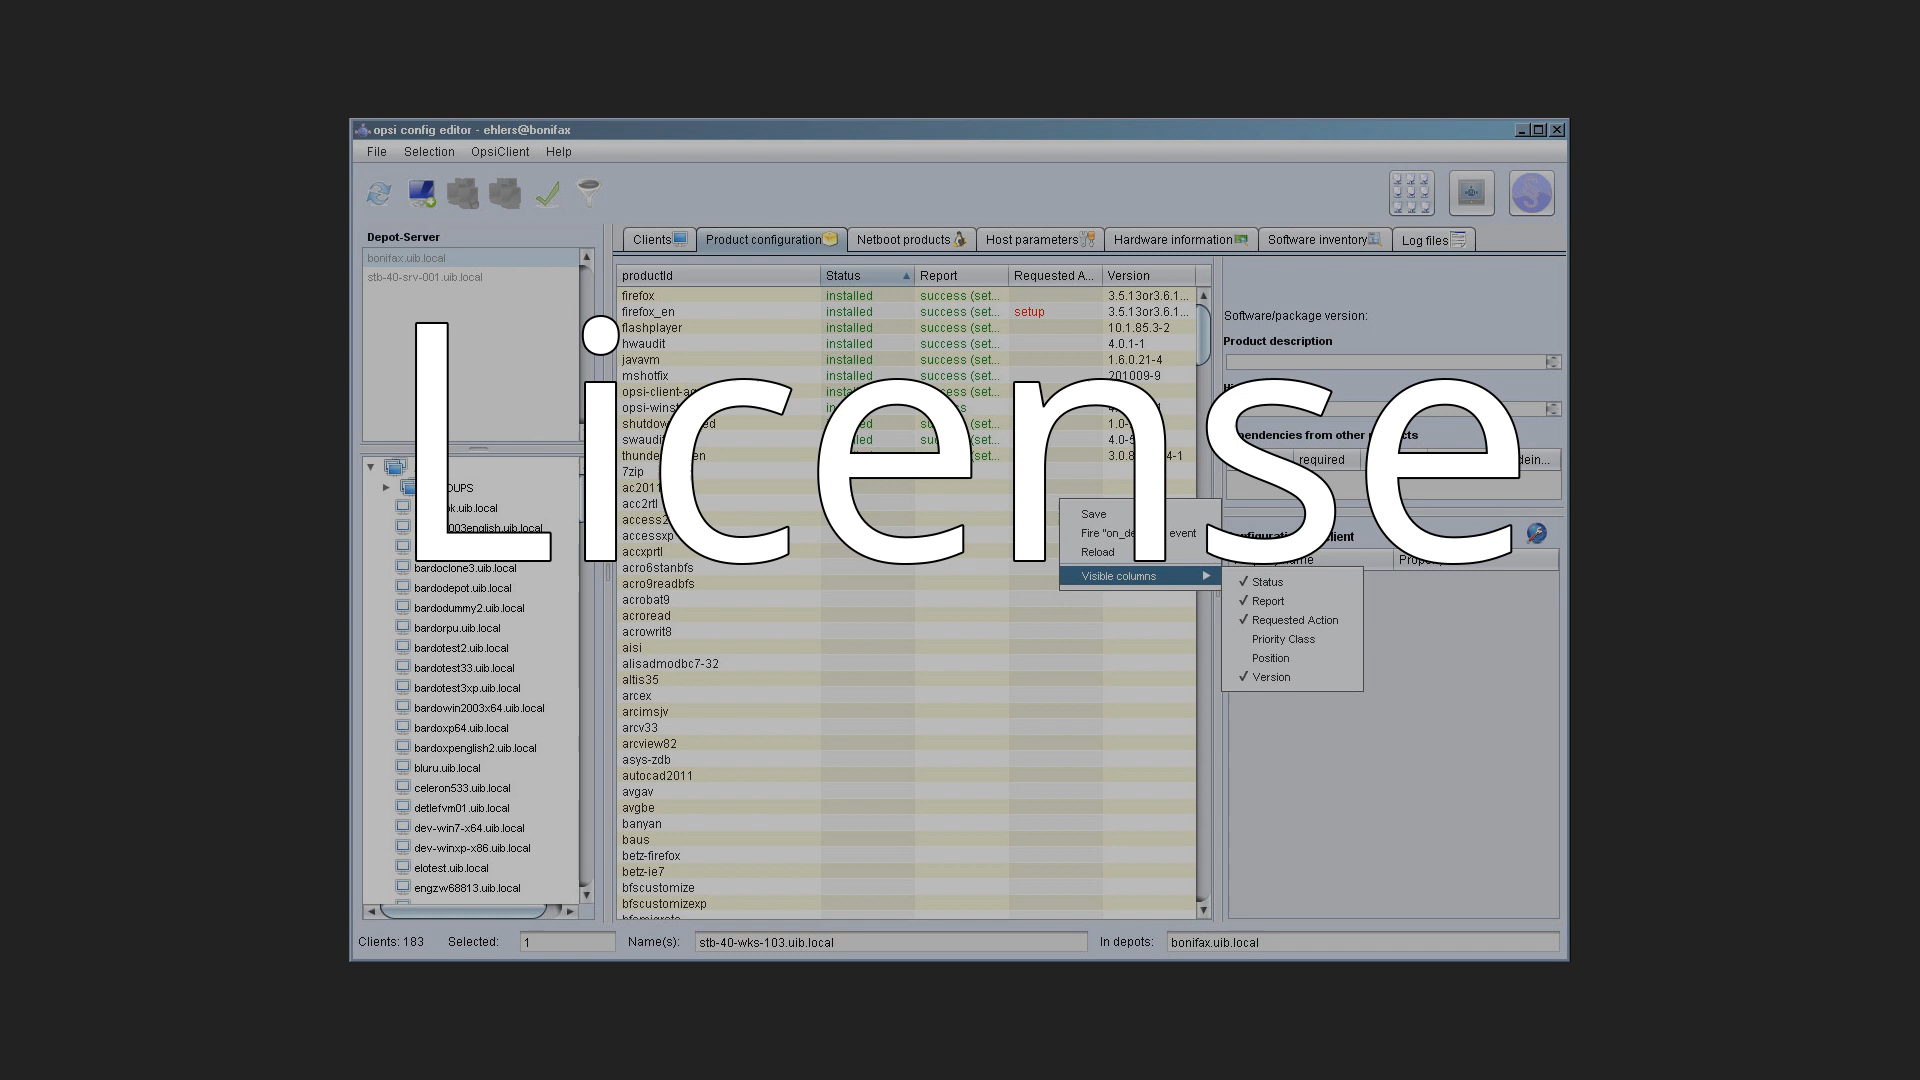 License
opsi config editor - ehlers@bonifax
File Selection OpsiClient Help
Depot-Server
bonifax.uib.local
stb-40-srv-001.uib.local
bardoclone3.uib.local
bardodepot.uib.local
bardodummy2.uib.local
bardorpu.uib.local
bardotest2.uib.local
bardotest33.uib.local
bardotest3xp.uib.local
bardowin2003x64.uib.local
bardoxp64.uib.local
bardoxpenglish2.uib.local
bluru.uib.local
celeron533.uib.local
detlefvm01.uib.local
dev-win7-x64.uib.local
dev-winxp-x86.uib.local
elotest.uib.local
engzw68813.uib.local
Clients Product configuration Netboot products Host parameters Hardware information Software inventory Log files
productId Status Report Requested A... Version
firefox installed success (set... 3.5.13or3.6.1...
firefox_en installed success (set... setup 3.5.13or3.6.1...
flashplayer installed success (set... 10.1.85.3-2
hwaudit installed success (set... 4.0.1-1
javavm installed success (set... 1.6.0.21-4
mshotfix installed success (set... 201009-9
7zip
acro6stanbfs
acro9readbfs
acrobat9
acroread
acrowrit8
aisi
alisadmodbc7-32
altis35
arcex
arcimsjv
arcv33
arcview82
asys-zdb
autocad2011
avgav
avgbe
banyan
baus
betz-firefox
betz-ie7
bfscustomize
bfscustomizexp
Save
Reload
Visible columns
Status
Report
Requested Action
Priority Class
Position
Version
Software/package version:
Product description
required
Clients: 183 Selected: 1 Name(s): stb-40-wks-103.uib.local In depots: bonifax.uib.local